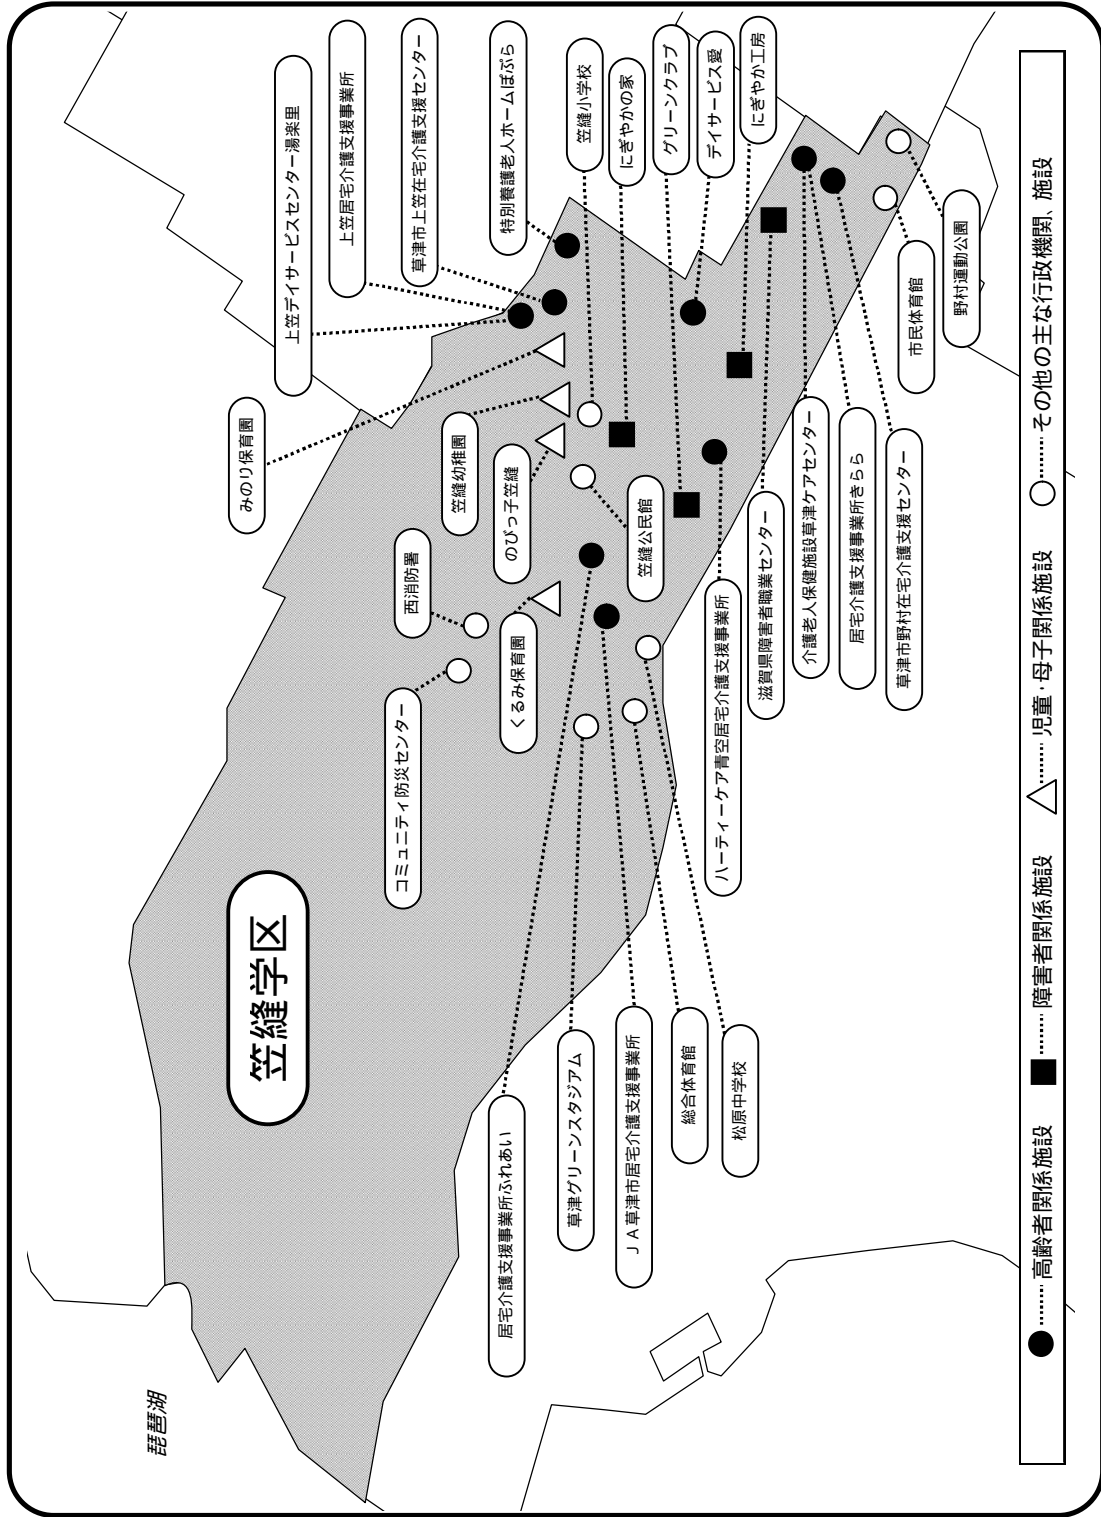 笠縫学区
琵琶湖
みのり保育園
上笠デイサービスセンター湯楽里
上笠居宅介護支援事業所
草津市上笠在宅介護支援センター
特別養護老人ホームぽぷら
笠縫小学校
にぎやかの家
グリーンクラブ
デイサービス愛
にぎやか工房
コミュニティ防災センター
西消防署
笠縫幼稚園
のびっ子笠縫
くるみ保育園
笠縫公民館
野村運動公園
市民体育館
居宅介護支援事業所ふれあい
草津グリーンスタジアム
JA草津市居宅介護支援事業所
総合体育館
松原中学校
ハーティーケア青空居宅介護支援事業所
滋賀県障害者職業センター
介護老人保健施設草津ケアセンター
居宅介護支援事業所きらら
草津市野村在宅介護支援センター
●……高齢者関係施設 ■……障害者関係施設 △……児童・母子関係施設 ○……その他の主な行政機関、施設